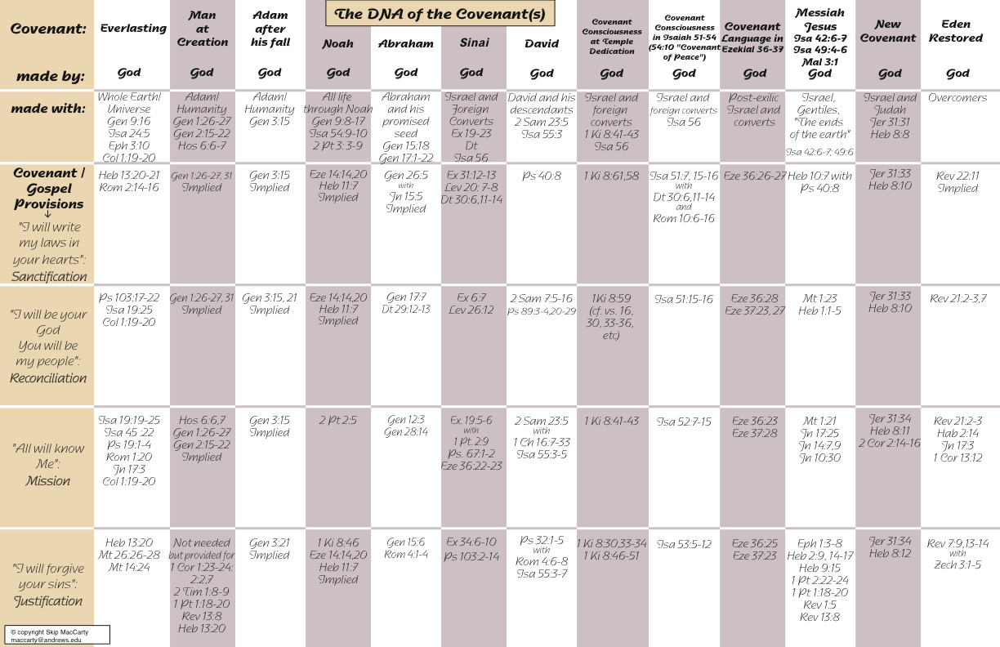 The DNA of the Covenant(s)
Covenant:
Everlasting
Man
at
Creation
Adam
after
his fall
Noah
Abraham
Sinai
David
Covenant
Consciousness
at Temple
Dedication
Covenant
Consciousness
in Isaiah 51-54
(54:10 "Covenant
of Peace")
Covenant
Language in
Ezekial 36-37
Messiah
Jesus
Isa 42:6-7
Isa 49:4-6
Mal 3:1
New
Covenant
Eden
Restored
made by:
God
God
God
God
God
God
God
God
God
God
God
God
God
made with:
Whole Earth/
Universe
Gen 9:16
Isa 24:5
Eph 3:10
Col 1:19-20
Adam/
Humanity
Gen 1:26-27
Gen 2:15-22
Hos 6:6-7
Adam/
Humanity
Gen 3:15
All life
through Noah
Gen 9:8-17
Isa 54:9-10
2 Pt 3:3-9
Abraham
and his
promised
seed
Gen 15:18
Gen 17:1-22
Israel and
Foreign
Converts
Ex 19-23
Dt
Isa 56
David and his
descendants
2 Sam 23:5
Isa 55:3
Israel and
foreign
converts
1 Ki 8:41-43
Isa 56
Israel and
foreign converts
Isa 56
Post-exilic
Israel and
converts
Israel,
Gentiles,
"The ends
of the earth"
Isa 42:6-7; 49:6
Israel and
Judah
Jer 31:31
Heb 8:8
Overcomers
Covenant /
Gospel
Provisions
↓
"I will write
my laws in
your hearts":
Sanctification
Heb 13:20-21
Rom 2:14-16
Gen 1:26-27, 31
Implied
Gen 3:15
Implied
Eze 14:14,20
Heb 11:7
Implied
Gen 26:5
with
Jn 15:5
Implied
Ex 31:12-13
Lev 20: 7-8
Dt 30:6,11-14
Ps 40:8
1 Ki 8:61,58
Isa 51:7, 15-16
with
Dt 30:6,11-14
and
Rom 10:6-16
Eze 36:26-27
Heb 10:7 with
Ps 40:8
Jer 31:33
Heb 8:10
Rev 22:11
Implied
"I will be your
God
You will be
my people":
Reconciliation
Ps 103:17-22
Isa 19:25
Col 1:19-20
Gen 1:26-27, 31
Implied
Gen 3:15, 21
Implied
Eze 14:14,20
Heb 11:7
Implied
Gen 17:7
Dt 29:12-13
Ex 6:7
Lev 26:12
2 Sam 7:5-16
Ps 89:3-4,20-29
1Ki 8:59
(cf. vs. 16,
30, 33-36,
etc)
Isa 51:15-16
Eze 36:28
Eze 37:23, 27
Mt 1:23
Heb 1:1-5
Jer 31:33
Heb 8:10
Rev 21:2-3,7
"All will know
Me":
Mission
Isa 19:19-25
Isa 45 :22
Ps 19:1-4
Rom 1:20
Jn 17:3
Col 1:19-20
Hos 6:6,7
Gen 1:26-27
Gen 2:15-22
Implied
Gen 3:15
Implied
2 Pt 2:5
Gen 12:3
Gen 28:14
Ex. 19:5-6
with
1 Pt. 2:9
Ps. 67:1-2
Eze 36:22-23
2 Sam 23:5
with
1 Ch 16:7-33
Isa 55:3-5
1 Ki 8:41-43
Isa 52:7-15
Eze 36:23
Eze 37:28
Mt 1:21
Jn 17:25
Jn 14:7,9
Jn 10:30
Jer 31:34
Heb 8:11
2 Cor 2:14-16
Rev 21:2-3
Hab 2:14
Jn 17:3
1 Cor 13:12
"I will forgive
your sins":
Justification
Heb 13:20
Mt 26:26-28
Mt 14:24
Not needed
but provided for
1 Cor 1:23-24:
2:2,7
2 Tim 1:8-9
1 Pt 1:18-20
Rev 13:8
Heb 13:20
Gen 3:21
Implied
1 Ki 8:46
Eze 14:14,20
Heb 11:7
Implied
Gen 15:6
Rom 4:1-4
Ex 34:6-10
Ps 103:2-14
Ps 32:1-5
with
Rom 4:6-8
Isa 55:3-7
1 Ki 8:30,33-34
1 Ki 8:46-51
Isa 53:5-12
Eze 36:25
Eze 37:23
Eph 1:3-8
Heb 2:9, 14-17
Heb 9:15
1 Pt 2:22-24
1 Pt 1:18-20
Rev 1:5
Rev 13:8
Jer 31:34
Heb 8:12
Rev 7:9,13-14
with
Zech 3:1-5
© copyright Skip MacCarty
maccarty@andrews.edu